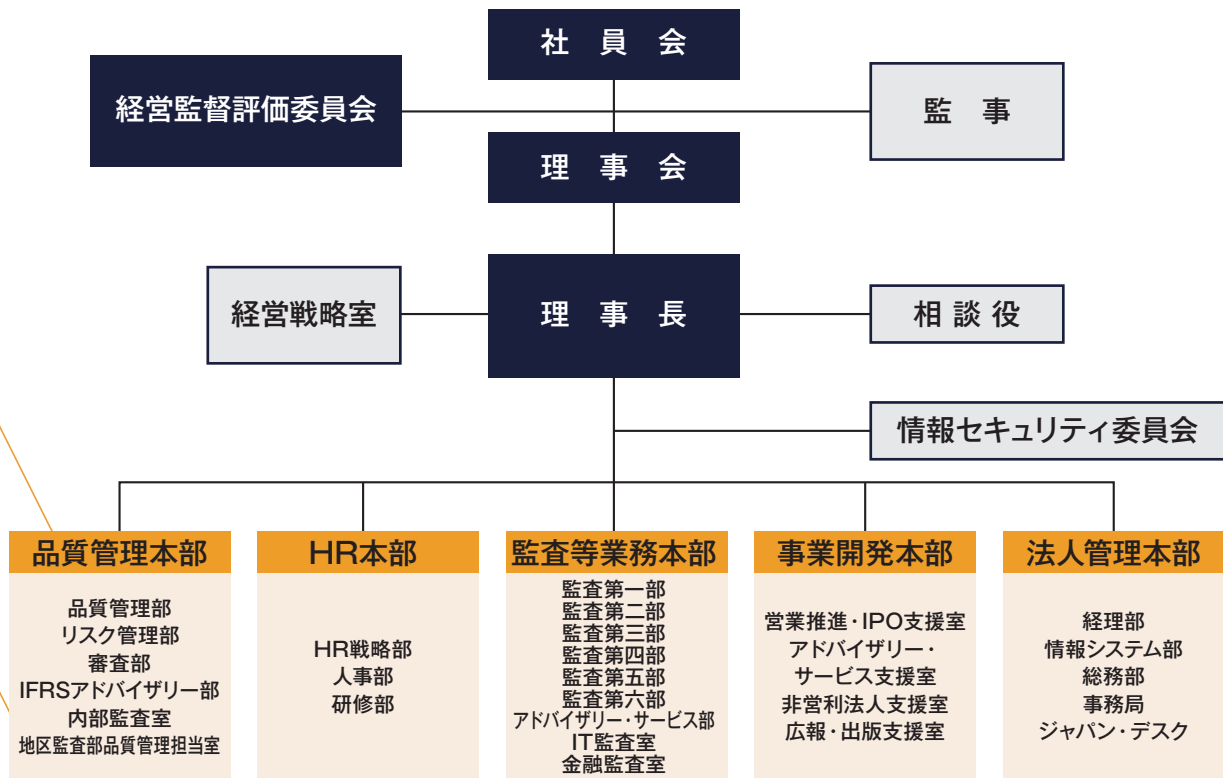 社員会
経営監督評価委員会
監事
理事会
経営戦略室
理事長
相談役
情報セキュリティ委員会
品質管理本部
品質管理部
リスク管理部
審査部
IFRSアドバイザリー部
内部監査室
地区監査部品質管理担当室
HR本部
HR戦略部
人事部
研修部
監査等業務本部
監査第一部
監査第二部
監査第三部
監査第四部
監査第五部
監査第六部
アドバイザリー・サービス部
IT監査室
金融監査室
事業開発本部
営業推進・IPO支援室
アドバイザリー・
サービス支援室
非営利法人支援室
広報・出版支援室
法人管理本部
経理部
情報システム部
総務部
事務局
ジャパン・デスク